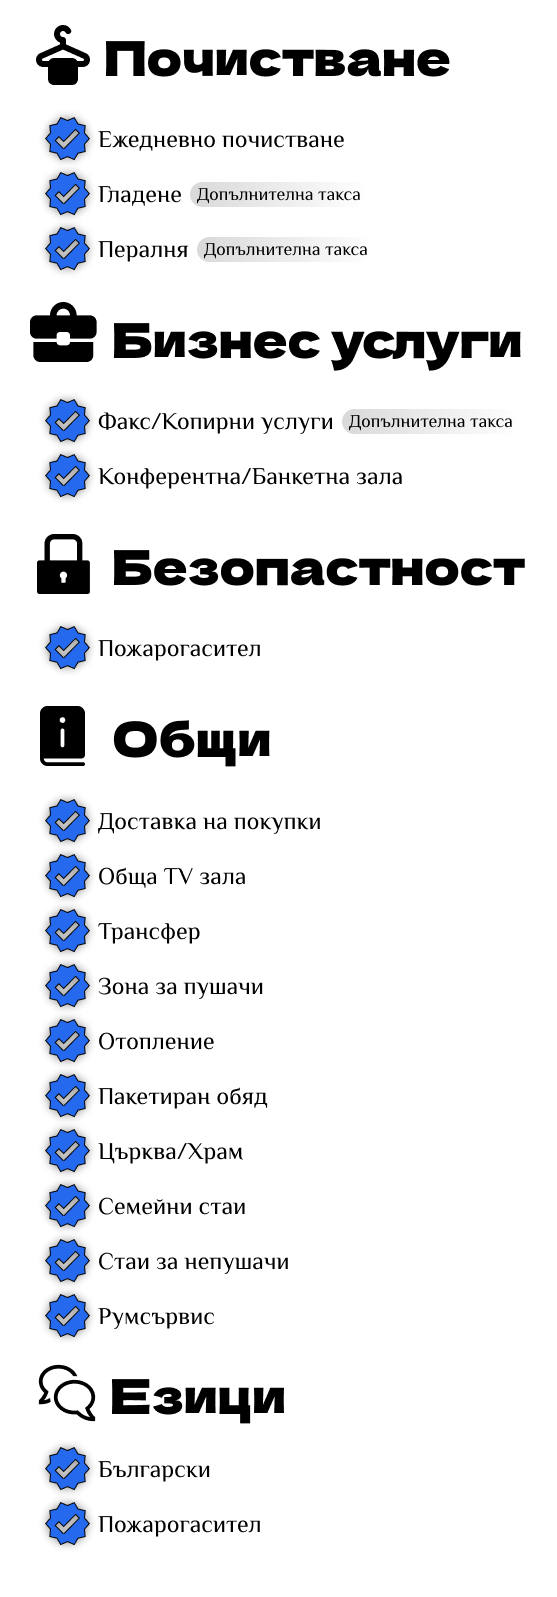 Почистване
Ежедневно почистване
Гладене Допълнителна такса
Пералня Допълнителна такса
Бизнес услуги
Факс/Копирни услуги Допълнителна такса
Конферентна/Банкетна зала
Безопастност
Пожарогасител
Общи
Доставка на покупки
Обща TV зала
Трансфер
Зона за пушачи
Отопление
Пакетиран обяд
Църква/Храм
Семейни стаи
Стаи за непушачи
Румсървис
Езици
Български
Пожарогасител